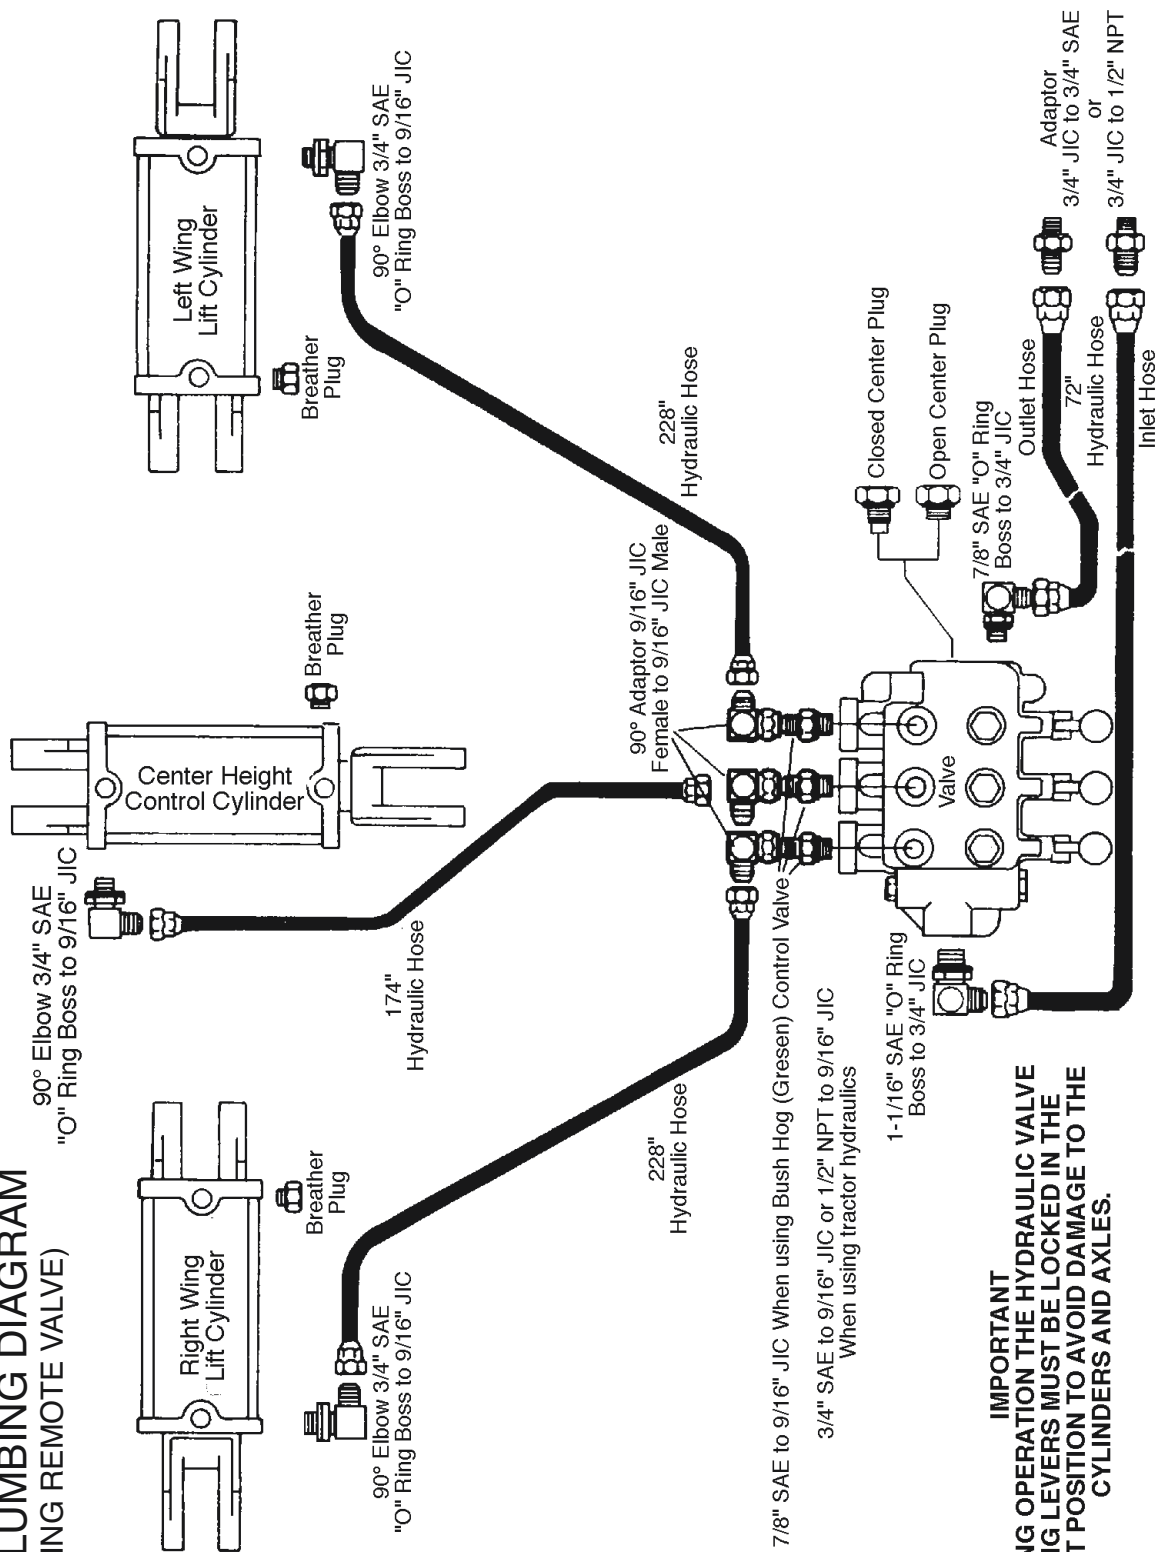 LUMBING DIAGRAM
ING REMOTE VALVE)
90° Elbow 3/4" SAE
"O" Ring Boss to 9/16" JIC
Right Wing
Lift Cylinder
Breather
Plug
90° Elbow 3/4" SAE
"O" Ring Boss to 9/16" JIC
Center Height
Control Cylinder
Breather
Plug
Left Wing
Lift Cylinder
Breather
Plug
90° Elbow 3/4" SAE
"O" Ring Boss to 9/16" JIC
174"
Hydraulic Hose
228"
Hydraulic Hose
228"
Hydraulic Hose
90° Adaptor 9/16" JIC
Female to 9/16" JIC Male
7/8" SAE to 9/16" JIC When using Bush Hog (Gresen) Control Valve
3/4" SAE to 9/16" JIC or 1/2" NPT to 9/16" JIC
When using tractor hydraulics
Closed Center Plug
Open Center Plug
Valve
1-1/16" SAE "O" Ring
Boss to 3/4" JIC
7/8" SAE "O" Ring
Boss to 3/4" JIC
Outlet Hose
72"
Hydraulic Hose
Inlet Hose
Adaptor
3/4" JIC to 3/4" SAE
or
3/4" JIC to 1/2" NPT
IMPORTANT
NG OPERATION THE HYDRAULIC VALVE
NG LEVERS MUST BE LOCKED IN THE
T POSITION TO AVOID DAMAGE TO THE
CYLINDERS AND AXLES.